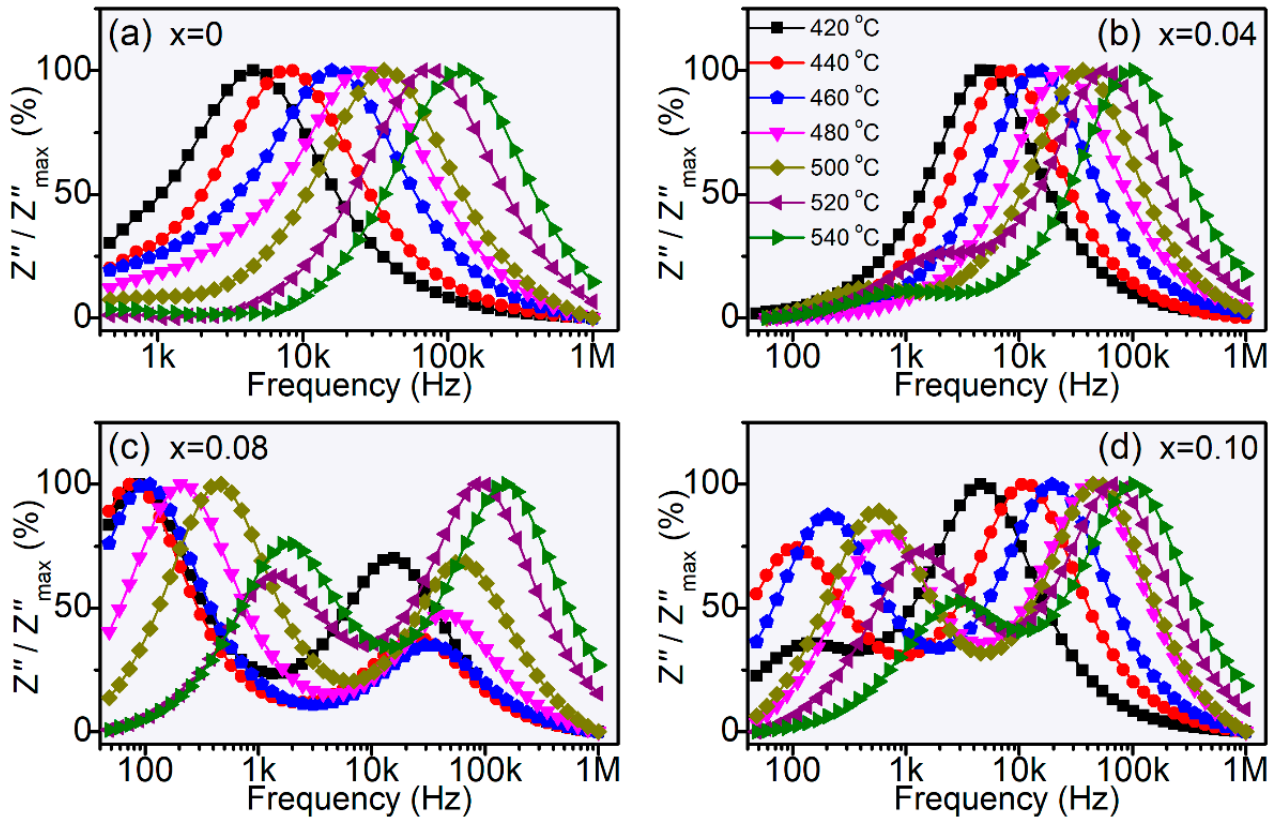 (a) x=0
Z'' / Z''max (%)
100
50
0
1k 10k 100k 1M
Frequency (Hz)
(b) x=0.04
420 °C
440 °C
460 °C
480 °C
500 °C
520 °C
540 °C
Z'' / Z''max (%)
100
50
0
100 1k 10k 100k 1M
Frequency (Hz)
(c) x=0.08
Z'' / Z''max (%)
100
50
0
100 1k 10k 100k 1M
Frequency (Hz)
(d) x=0.10
Z'' / Z''max (%)
100
50
0
100 1k 10k 100k 1M
Frequency (Hz)